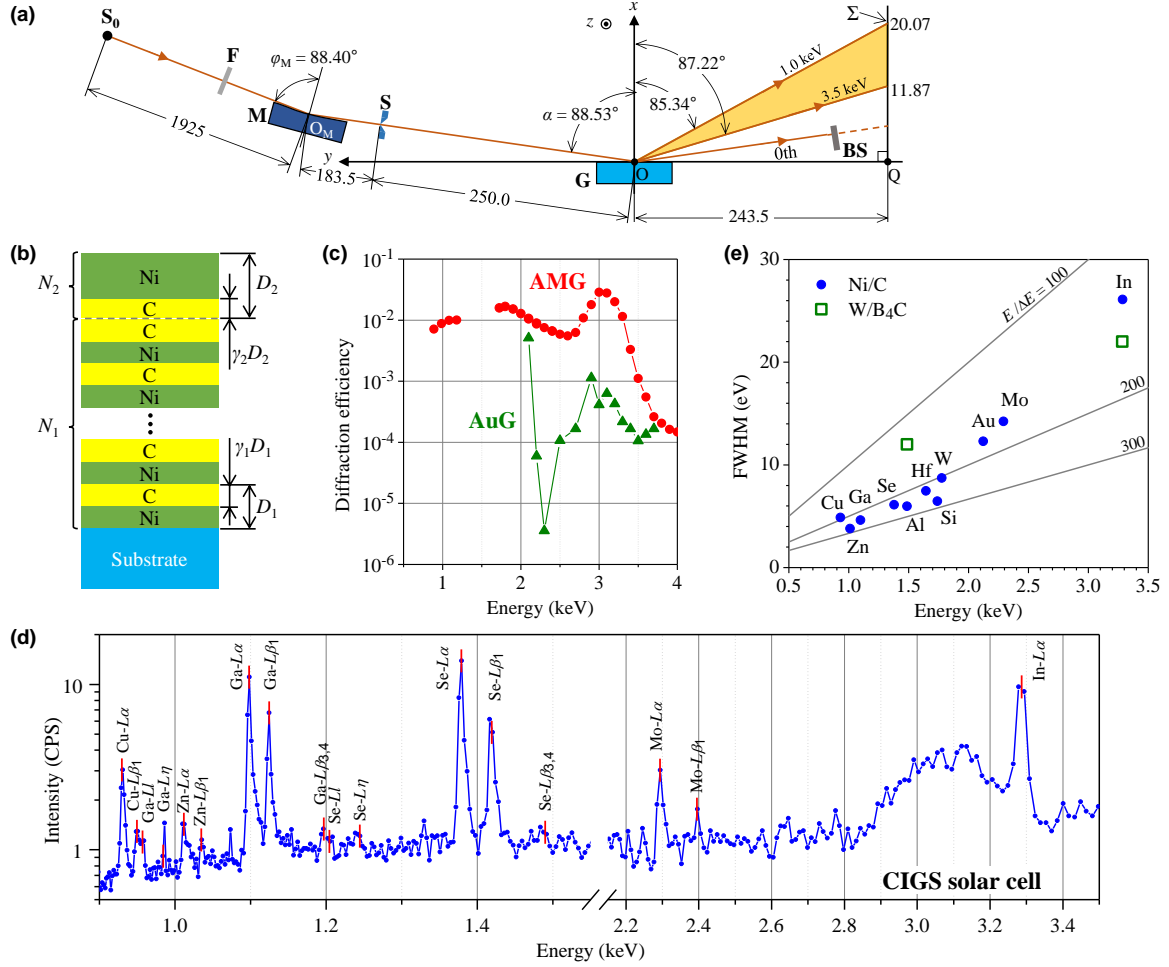 (a)
S₀
F
φM = 88.40°
M
OM
S
1925
y
183.5
250.0
α = 88.53°
z
x
87.22°
85.34°
1.0 keV
3.5 keV
0th
BS
Σ
20.07
11.87
G
O
Q
243.5
(b)
N₂
Ni
D₂
C
C
γ₂D₂
Ni
C
Ni
N₁
C
γ₁D₁
Ni
C
D₁
Ni
Substrate
(c)
Diffraction efficiency
10⁻¹
10⁻²
10⁻³
10⁻⁴
10⁻⁵
10⁻⁶
AMG
AuG
1 2 3 4
Energy (keV)
(e)
FWHM (eV)
30
20
10
0
Ni/C
W/B₄C
E/ΔE = 100
200
300
In
Mo
Au
W
Hf
Se
Si
Al
Ga
Cu
Zn
0.5 1.0 1.5 2.0 2.5 3.0 3.5
Energy (keV)
(d)
Intensity (CPS)
10
1
Cu-Lα
Cu-Lβ₁
Ga-Ll
Ga-Lη
Zn-Lα
Zn-Lβ₁
Ga-Lα
Ga-Lβ₁
Ga-Lβ₃,₄
Se-Ll
Se-Lη
Se-Lα
Se-Lβ₁
Se-Lβ₃,₄
Mo-Lα
Mo-Lβ₁
In-Lα
CIGS solar cell
1.0 1.2 1.4 2.2 2.4 2.6 2.8 3.0 3.2 3.4
Energy (keV)